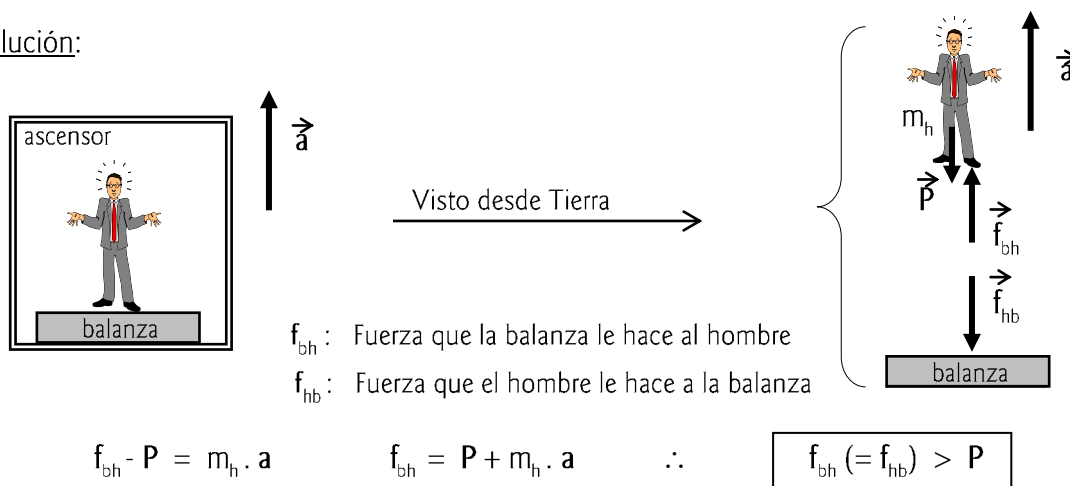 lución:
ascensor
a
balanza
Visto desde Tierra
f_bh : Fuerza que la balanza le hace al hombre
f_hb : Fuerza que el hombre le hace a la balanza
a
m_h
P
f_bh
f_hb
balanza
f_bh - P = m_h . a
f_bh = P + m_h . a
∴
f_bh (= f_hb) > P